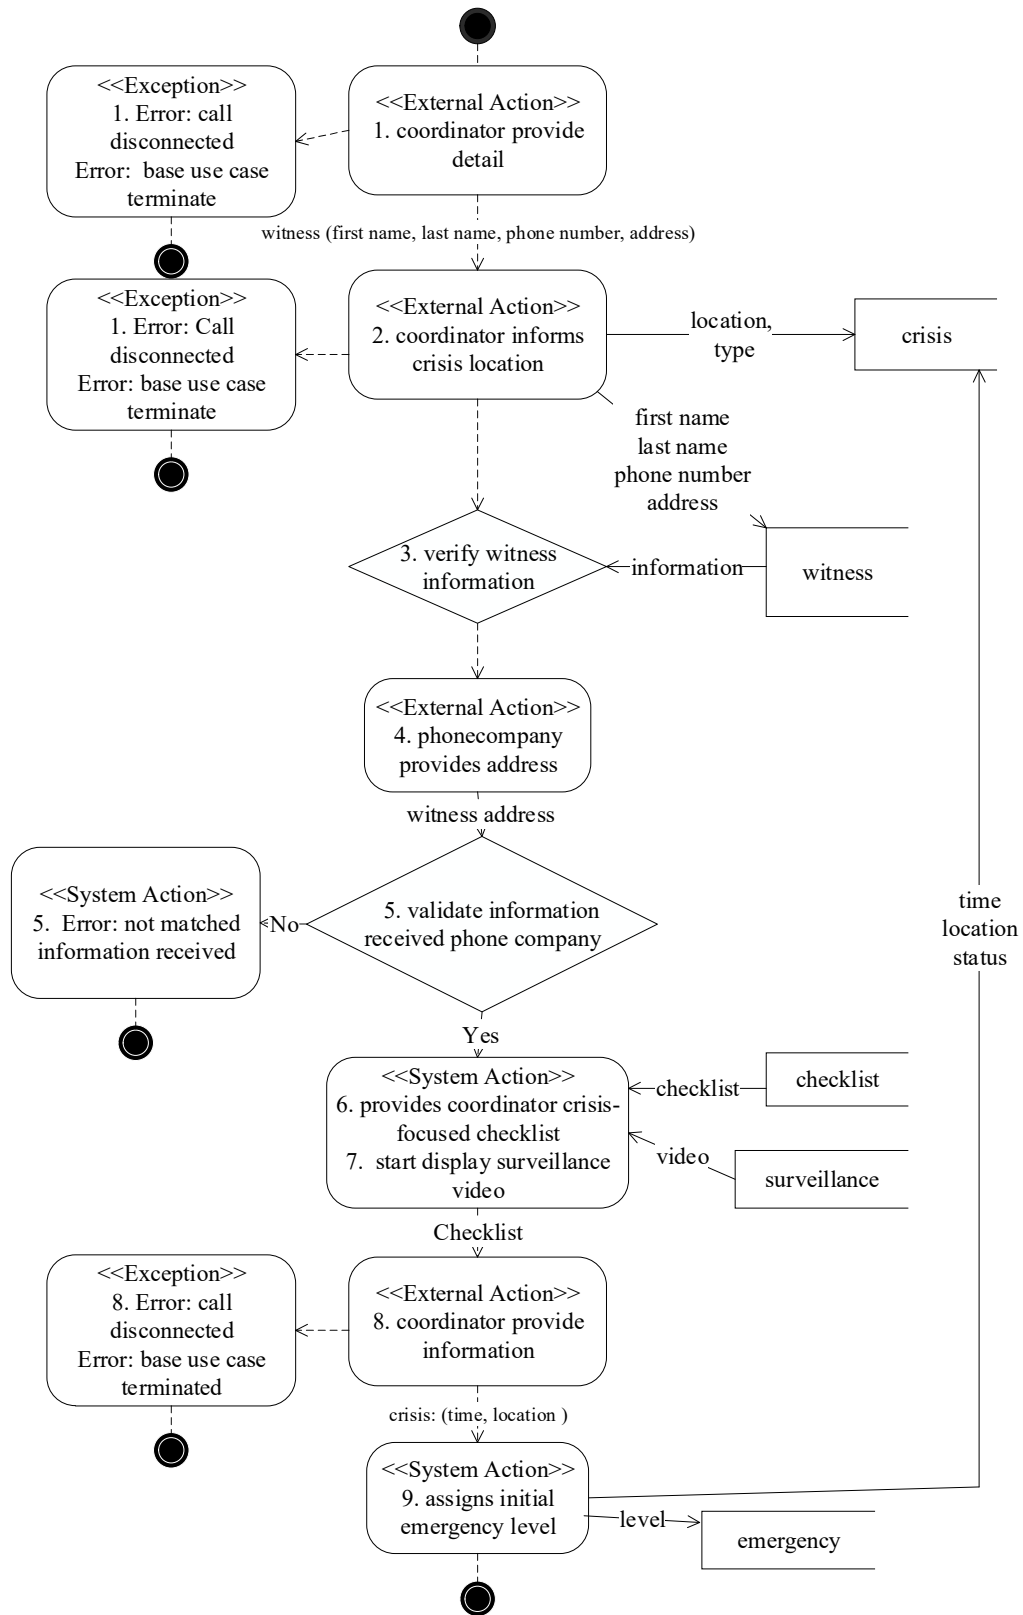 <<Exception>>
1. Error: call
disconnected
Error:  base use case
terminate
<<External Action>>
1. coordinator provide
detail
witness (first name, last name, phone number, address)
<<Exception>>
1. Error: Call
disconnected
Error: base use case
terminate
<<External Action>>
2. coordinator informs
crisis location
location,
type
crisis
first name
last name
phone number
address
3. verify witness
information
information
witness
<<External Action>>
4. phonecompany
provides address
witness address
<<System Action>>
5.  Error: not matched
information received
No
5. validate information
received phone company
time
location
status
Yes
<<System Action>>
6. provides coordinator crisis-
focused checklist
7.  start display surveillance
video
checklist
checklist
video
surveillance
Checklist
<<Exception>>
8. Error: call
disconnected
Error: base use case
terminated
<<External Action>>
8. coordinator provide
information
crisis: (time, location )
<<System Action>>
9. assigns initial
emergency level
level
emergency